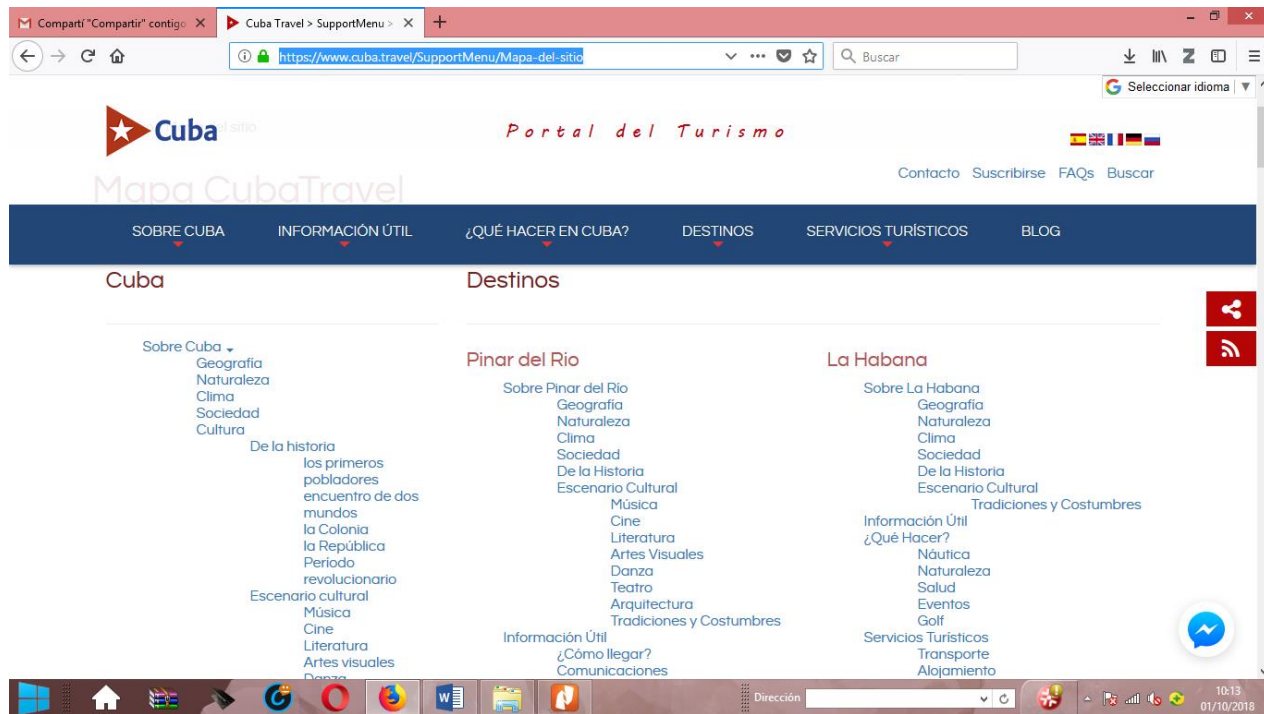 Compartí "Compartir" contigo
Cuba Travel > SupportMenu >
https://www.cuba.travel/SupportMenu/Mapa-del-sitio
Buscar
Seleccionar idioma
Cuba
Portal del Turismo
Contacto Suscribirse FAQs Buscar
Mapa CubaTravel
SOBRE CUBA INFORMACIÓN ÚTIL ¿QUÉ HACER EN CUBA? DESTINOS SERVICIOS TURÍSTICOS BLOG
Cuba
Sobre Cuba
Geografía
Naturaleza
Clima
Sociedad
Cultura
De la historia
los primeros
pobladores
encuentro de dos
mundos
la Colonia
la República
Período
revolucionario
Escenario cultural
Música
Cine
Literatura
Artes visuales
Danza
Destinos
Pinar del Rio
Sobre Pinar del Río
Geografía
Naturaleza
Clima
Sociedad
De la Historia
Escenario Cultural
Música
Cine
Literatura
Artes Visuales
Danza
Teatro
Arquitectura
Tradiciones y Costumbres
Información Útil
¿Cómo llegar?
Comunicaciones
La Habana
Sobre La Habana
Geografía
Naturaleza
Clima
Sociedad
De la Historia
Escenario Cultural
Tradiciones y Costumbres
Información Útil
¿Qué Hacer?
Náutica
Naturaleza
Salud
Eventos
Golf
Servicios Turísticos
Transporte
Alojamiento
Dirección
10:13
01/10/2018